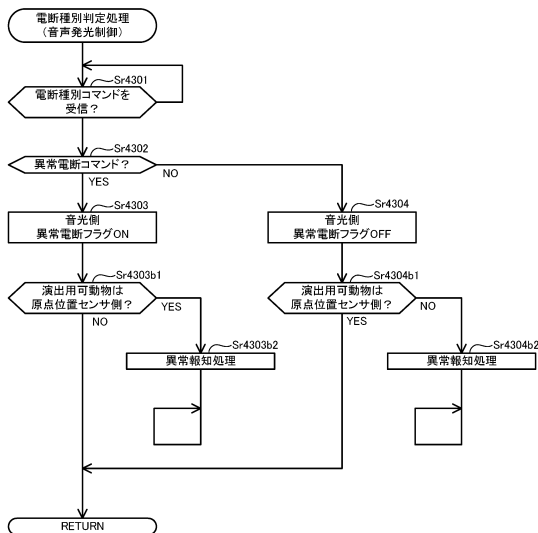 電断種別判定処理
（音声発光制御）
Sr4301
電断種別コマンドを
受信？
Sr4302
異常電断コマンド？
NO
YES
Sr4303
音光側
異常電断フラグON
Sr4304
音光側
異常電断フラグOFF
Sr4303b1
演出用可動物は
原点位置センサ側？
YES
NO
Sr4304b1
演出用可動物は
原点位置センサ側？
NO
YES
Sr4303b2
異常報知処理
Sr4304b2
異常報知処理
RETURN